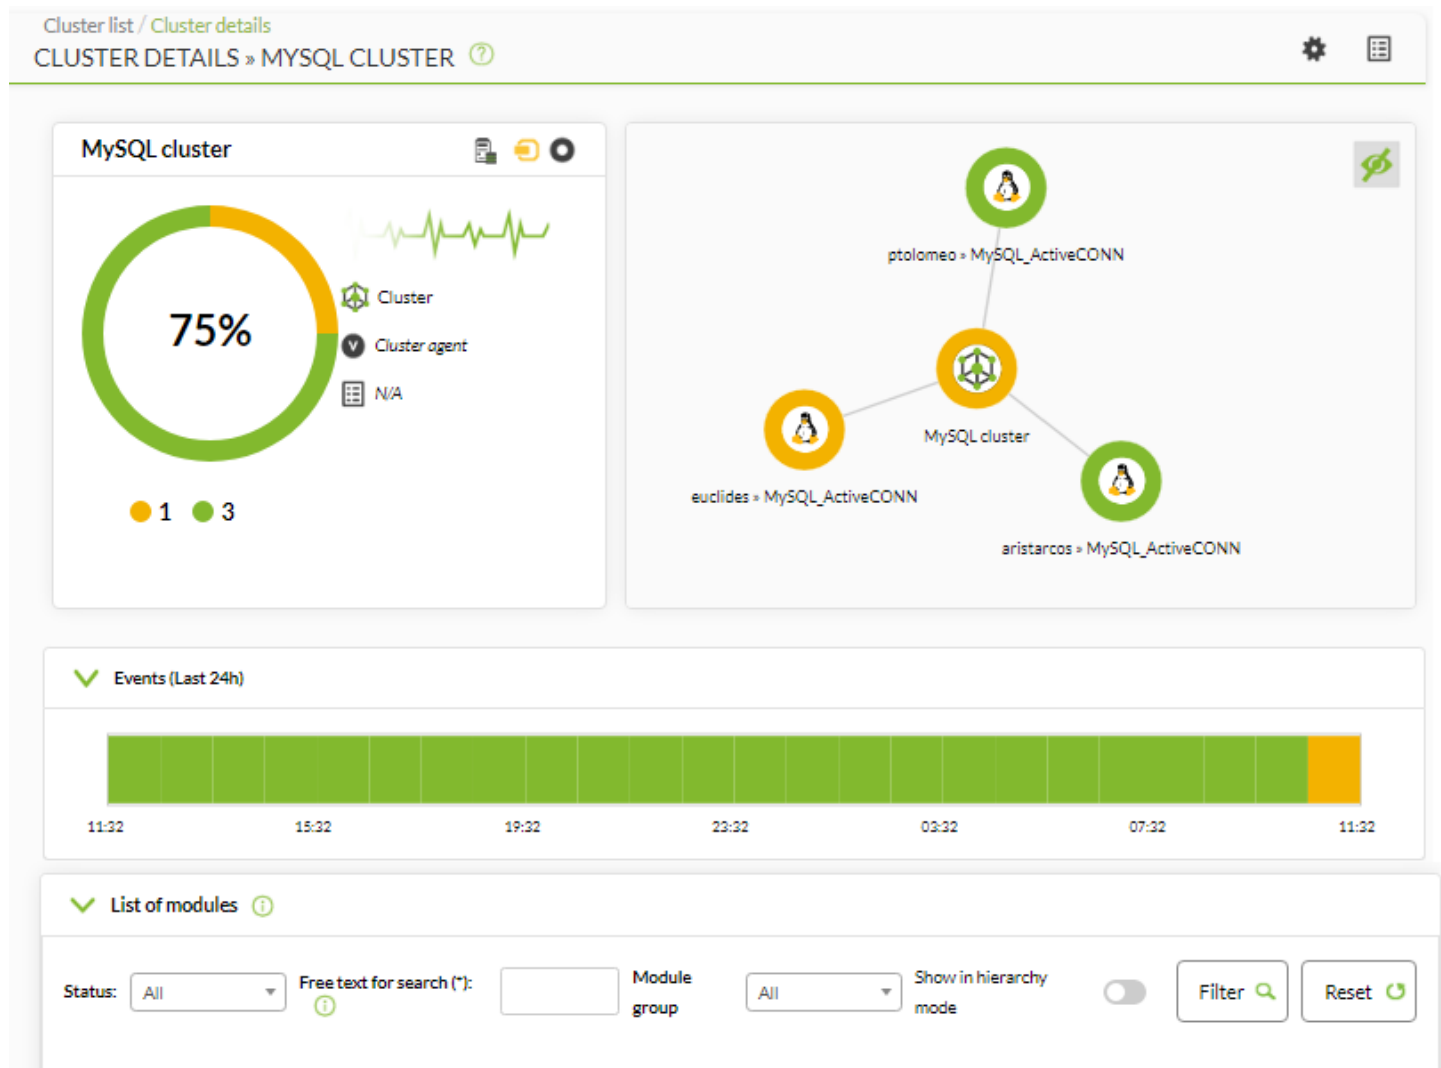 Cluster list / Cluster details
CLUSTER DETAILS » MYSQL CLUSTER ?
MySQL cluster
75%
Cluster
V Cluster agent
N/A
1 3
ptolomeo » MySQL_ActiveCONN
MySQL cluster
euclides » MySQL_ActiveCONN
aristarcos » MySQL_ActiveCONN
Events (Last 24h)
11:32 15:32 19:32 23:32 03:32 07:32 11:32
List of modules i
Status: All Free text for search (*): i Module group All Show in hierarchy mode Filter Reset